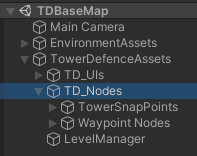 TDBaseMap
Main Camera
EnvironmentAssets
TowerDefenceAssets
TD_UIs
TD_Nodes
TowerSnapPoints
Waypoint Nodes
LevelManager